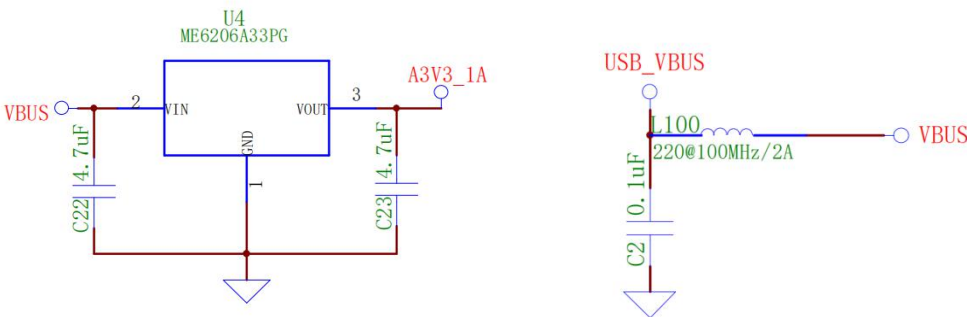 U4
ME6206A33PG
VBUS
2
VIN
VOUT
3
A3V3_1A
GND
1
C22 4.7uF
C23 4.7uF
USB_VBUS
L100
220@100MHz/2A
VBUS
C2 0.1uF